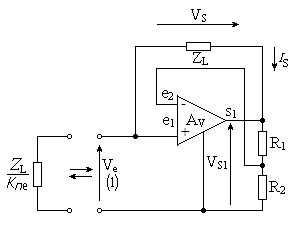 V_S
Z_L
I_S
e_2
-
A_v
s_1
e_1
+
R_1
Z_L
K_ne
V_e
V_S1
R_2
(1)